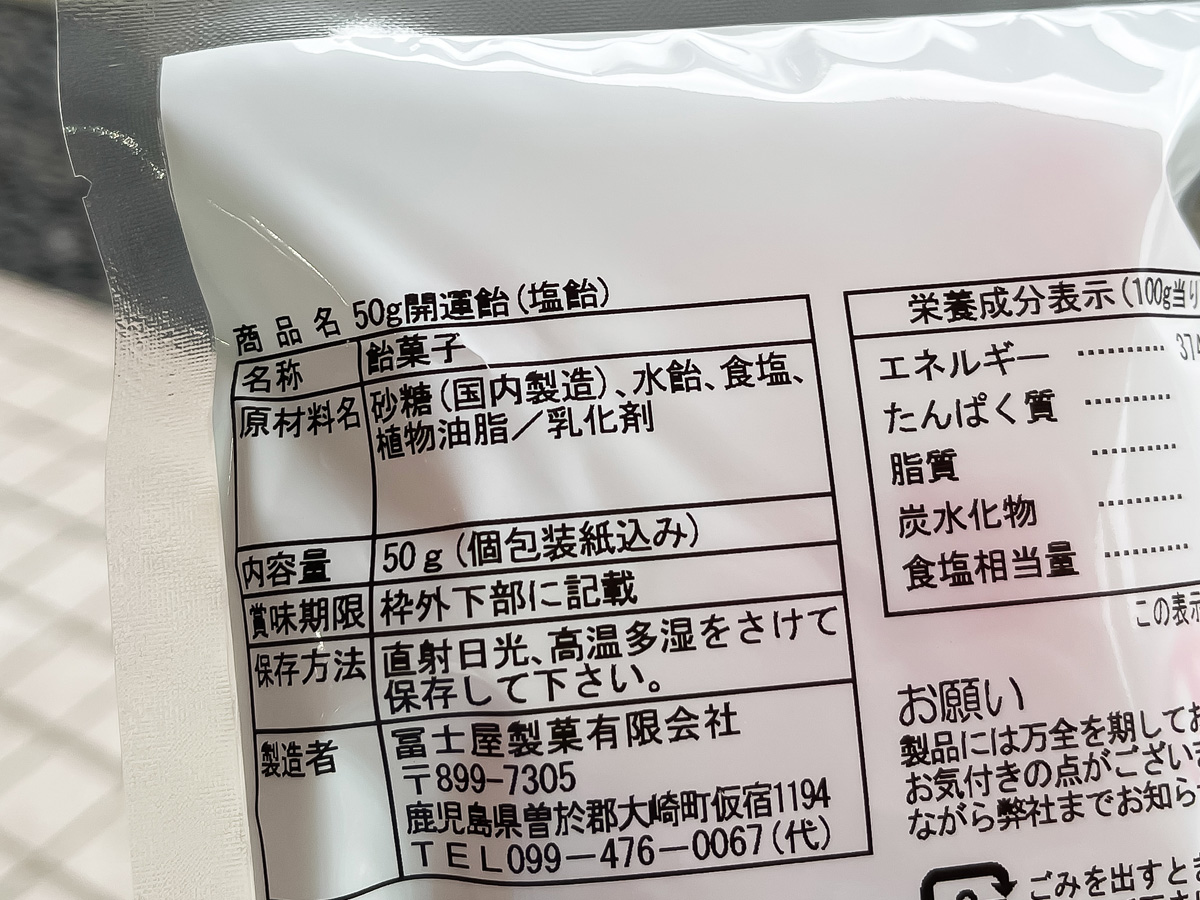 商品名 50g開運飴(塩飴)
名称 飴菓子
原材料名 砂糖(国内製造)、水飴、食塩、
植物油脂/乳化剤
内容量 50g(個包装紙込み)
賞味期限 枠外下部に記載
保存方法 直射日光、高温多湿をさけて
保存して下さい。
製造者 冨士屋製菓有限会社
〒899-7305
鹿児島県曽於郡大崎町仮宿1194
TEL099-476-0067(代)
栄養成分表示(100g当り
エネルギー ……… 374
たんぱく質 ………
脂質 ………
炭水化物 ………
食塩相当量 ………
この表示
お願い
製品には万全を期してお
お気付きの点がござい
ながら弊社までお知ら
ごみを出すとき